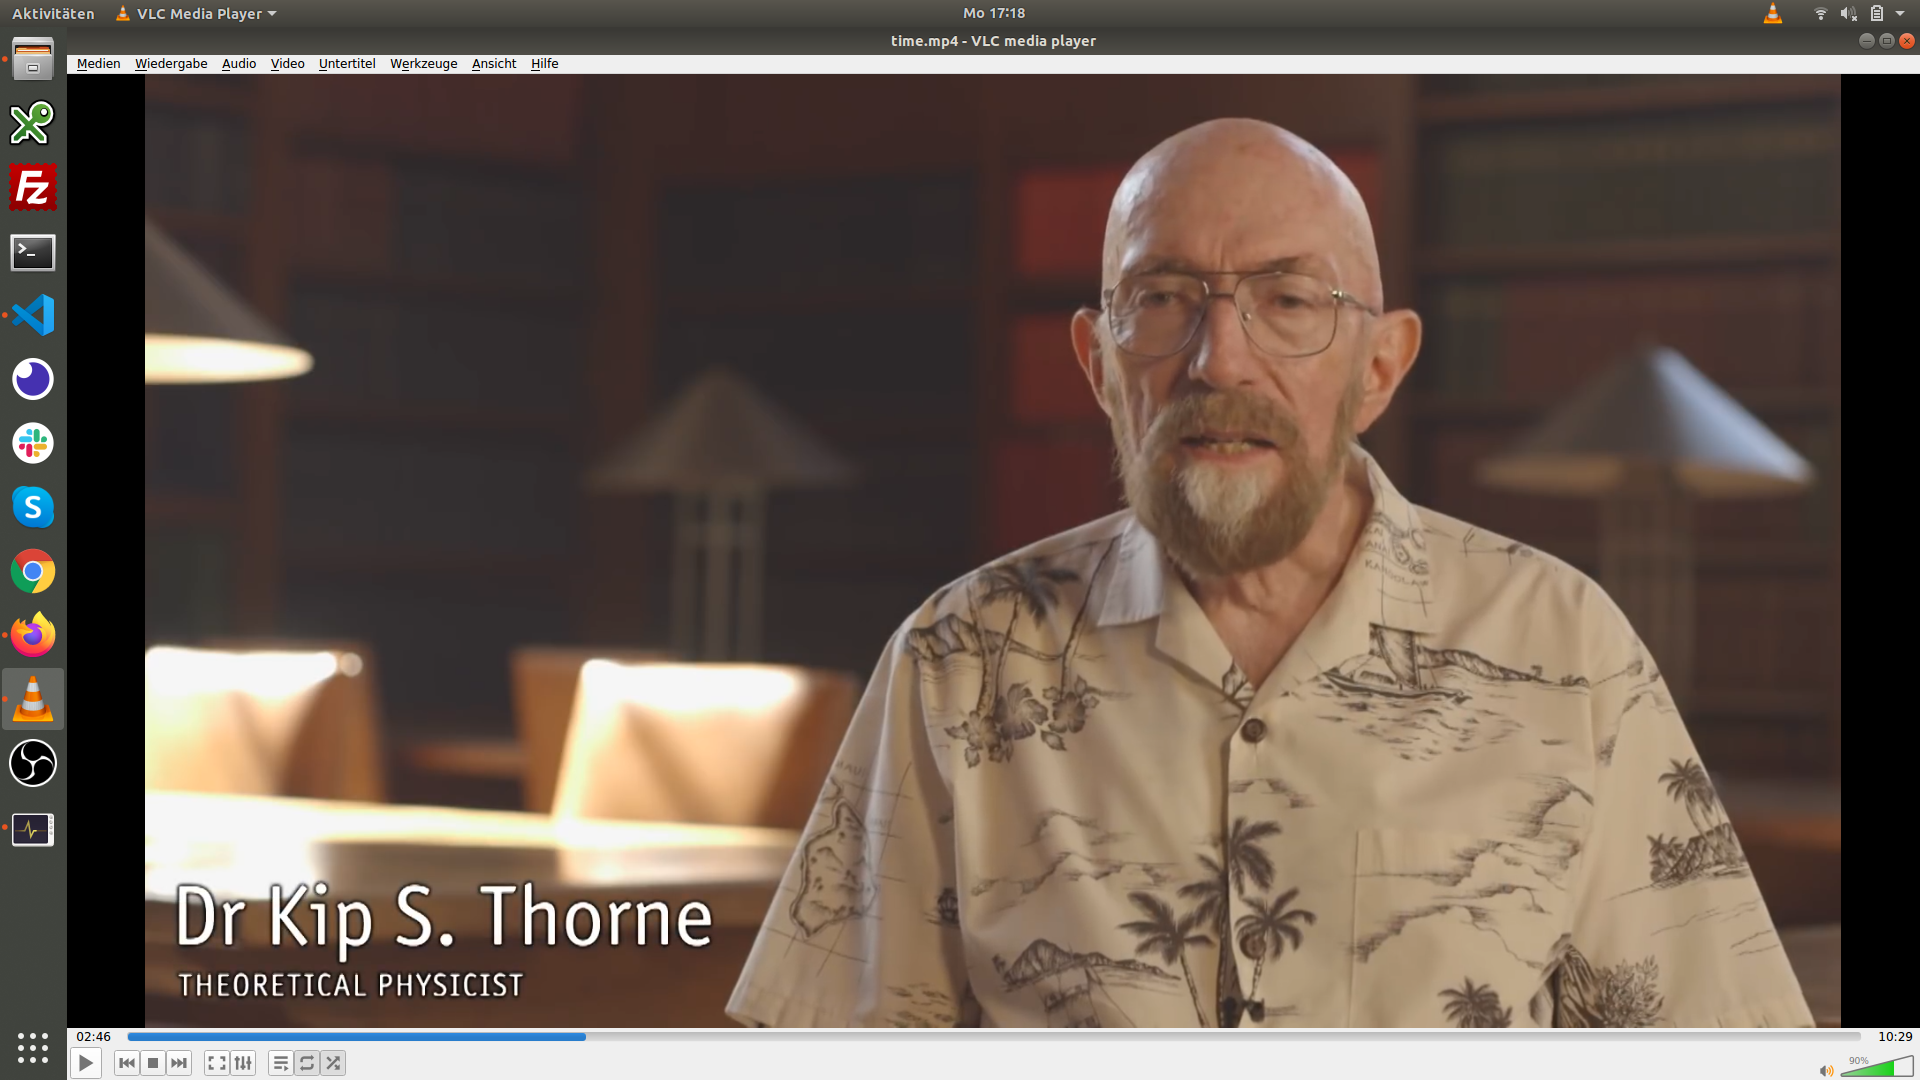 Aktivitäten VLC Media Player Mo 17:18
time.mp4 - VLC media player
Medien Wiedergabe Audio Video Untertitel Werkzeuge Ansicht Hilfe
Dr Kip S. Thorne
THEORETICAL PHYSICIST
02:46 10:29
90%